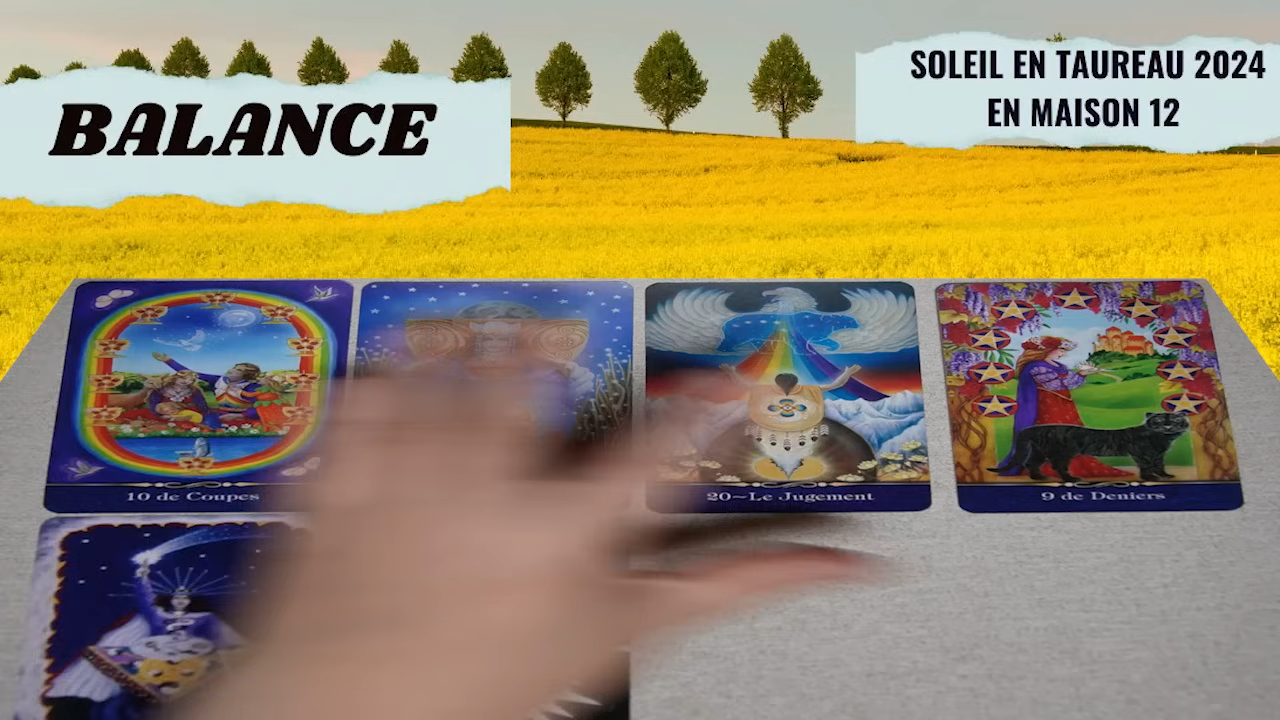 BALANCE
SOLEIL EN TAUREAU 2024
EN MAISON 12
10 de Coupes
20~Le Jugement
9 de Deniers